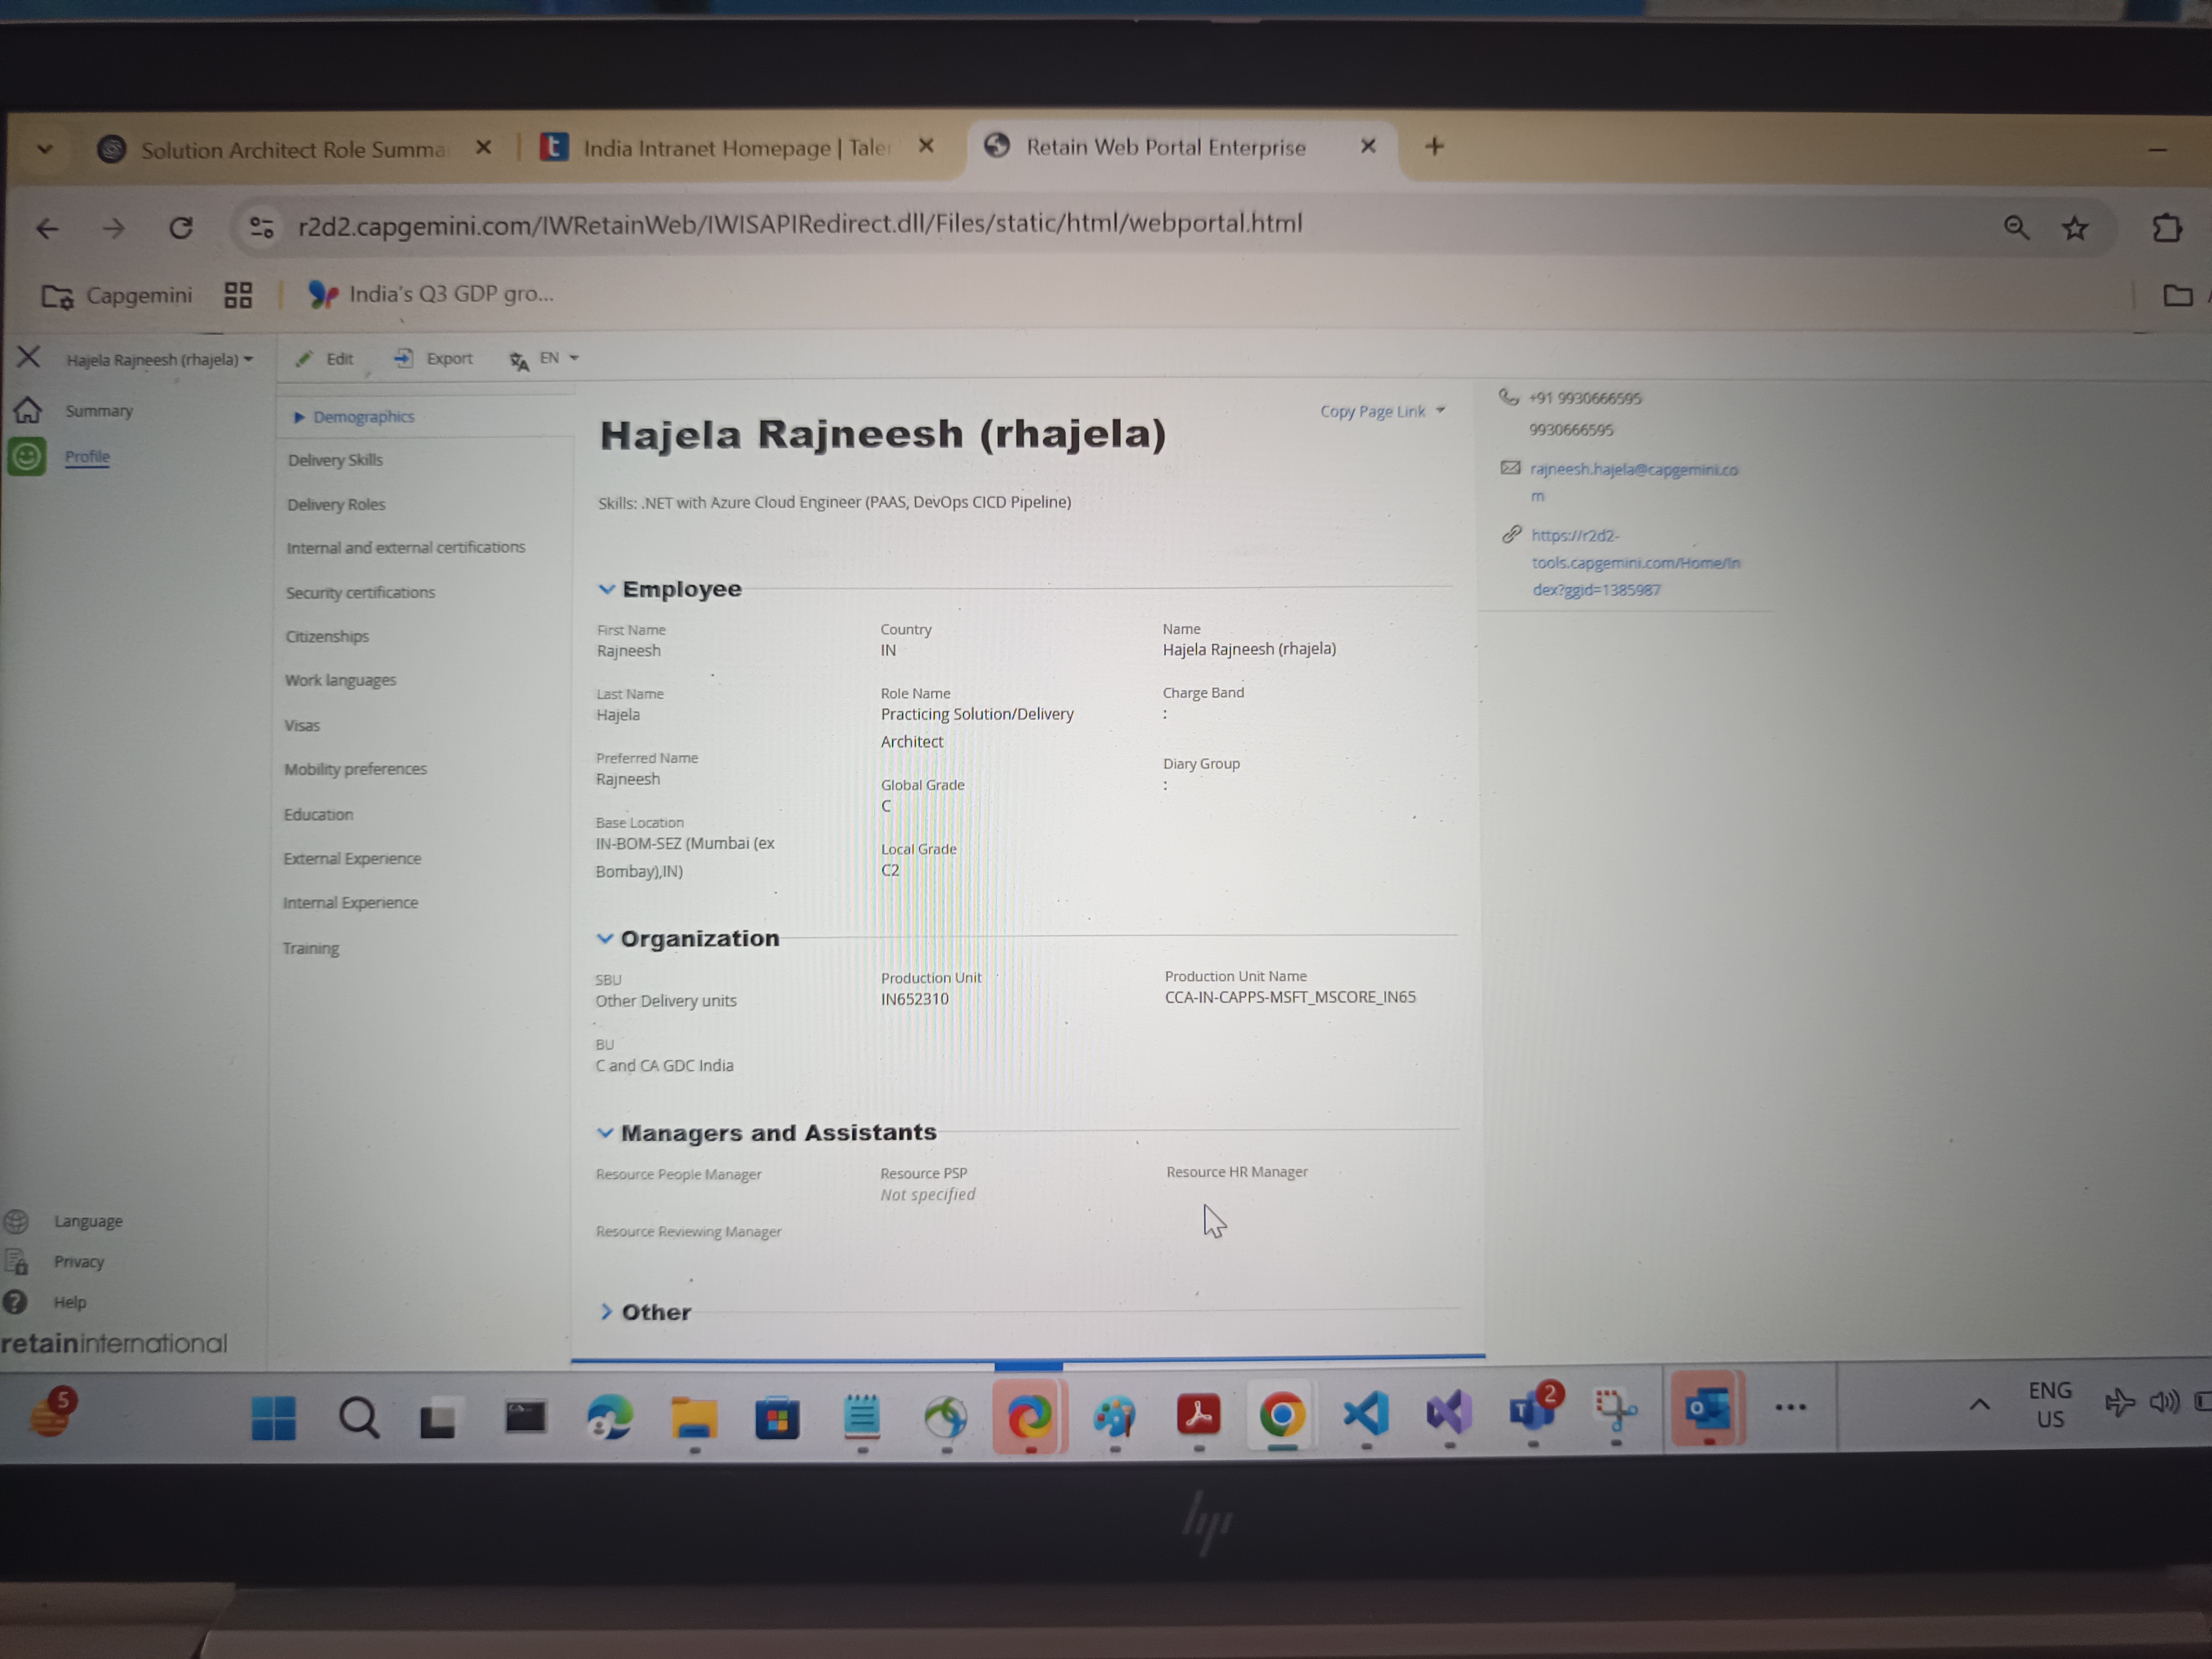 Solution Architect Role Summa
India Intranet Homepage | Taler
Retain Web Portal Enterprise
r2d2.capgemini.com/IWRetainWeb/IWISAPIRedirect.dll/Files/static/html/webportal.html
Capgemini
India's Q3 GDP gro...
Hajela Rajneesh (rhajela)
Edit
Export
EN
Summary
Profile
Demographics
Delivery Skills
Delivery Roles
Internal and external certifications
Security certifications
Citizenships
Work languages
Visas
Mobility preferences
Education
External Experience
Internal Experience
Training
Language
Privacy
Help
retaininternational
Hajela Rajneesh (rhajela)
Copy Page Link
Skills: .NET with Azure Cloud Engineer (PAAS, DevOps CICD Pipeline)
Employee
First Name
Rajneesh
Last Name
Hajela
Preferred Name
Rajneesh
Base Location
IN-BOM-SEZ (Mumbai (ex
Bombay),IN)
Country
IN
Role Name
Practicing Solution/Delivery
Architect
Global Grade
C
Local Grade
C2
Name
Hajela Rajneesh (rhajela)
Charge Band
:
Diary Group
:
Organization
SBU
Other Delivery units
BU
C and CA GDC India
Production Unit
IN652310
Production Unit Name
CCA-IN-CAPPS-MSFT_MSCORE_IN65
Managers and Assistants
Resource People Manager
Resource PSP
Not specified
Resource HR Manager
Resource Reviewing Manager
Other
+91 9930666595
9930666595
rajneesh.hajela@capgemini.co
m
https://r2d2-
tools.capgemini.com/Home/In
dex?ggid=1385987
5
2
ENG
US
hp